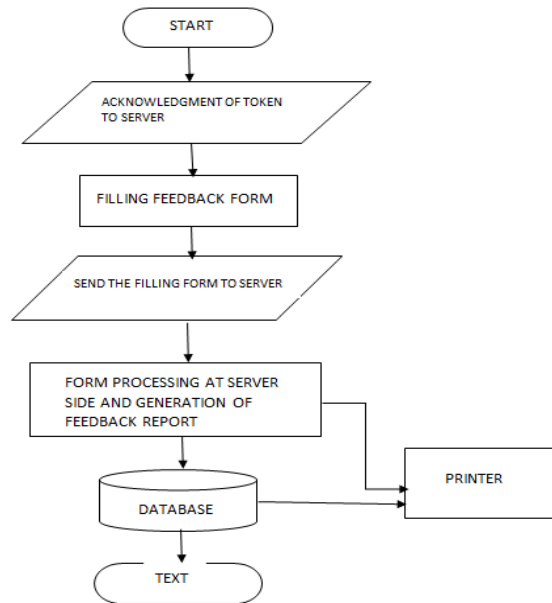 START
ACKNOWLEDGMENT OF TOKEN
TO SERVER
FILLING FEEDBACK FORM
SEND THE FILLING FORM TO SERVER
FORM PROCESSING AT SERVER
SIDE AND GENERATION OF
FEEDBACK REPORT
PRINTER
DATABASE
TEXT